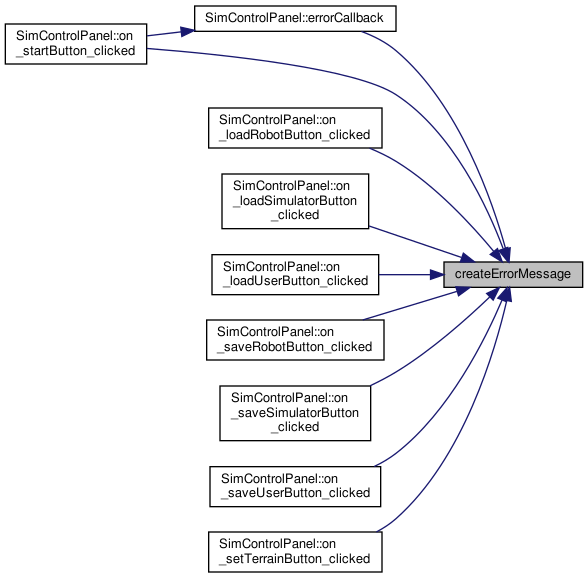 SimControlPanel::errorCallback
SimControlPanel::on
_startButton_clicked
SimControlPanel::on
_loadRobotButton_clicked
SimControlPanel::on
_loadSimulatorButton
_clicked
SimControlPanel::on
_loadUserButton_clicked
createErrorMessage
SimControlPanel::on
_saveRobotButton_clicked
SimControlPanel::on
_saveSimulatorButton
_clicked
SimControlPanel::on
_saveUserButton_clicked
SimControlPanel::on
_setTerrainButton_clicked